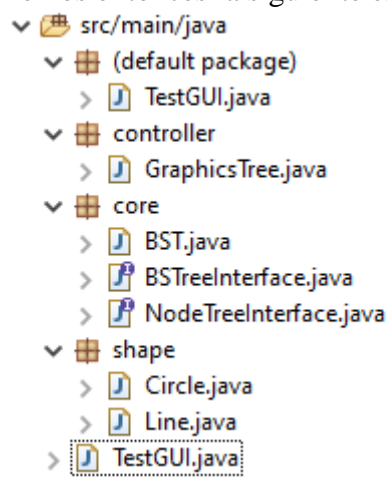 src/main/java
(default package)
TestGUI.java
controller
GraphicsTree.java
core
BST.java
BSTreeInterface.java
NodeTreeInterface.java
shape
Circle.java
Line.java
TestGUI.java